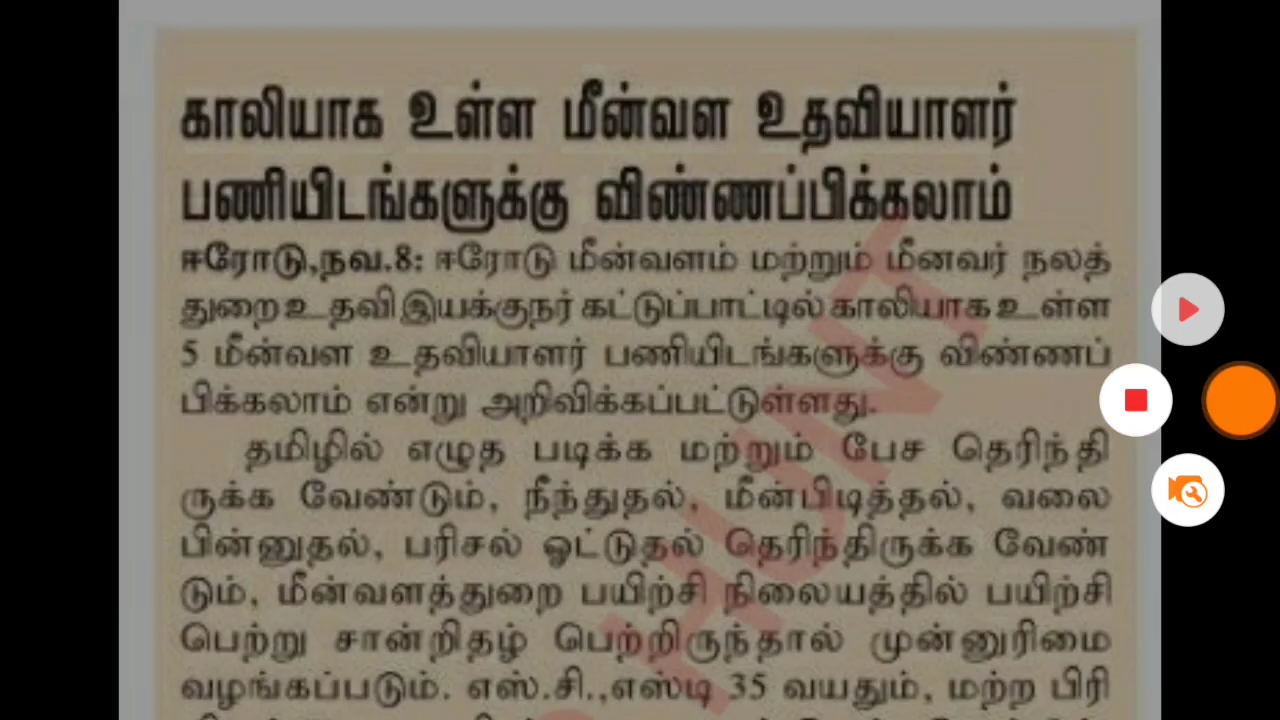 காலியாக உள்ள மீன்வள உதவியாளர்
பணியிடங்களுக்கு விண்ணப்பிக்கலாம்
ஈரோடு,நவ.8: ஈரோடு மீன்வளம் மற்றும் மீனவர் நலத்
துறை உதவி இயக்குநர் கட்டுப்பாட்டில் காலியாக உள்ள
5 மீன்வள உதவியாளர் பணியிடங்களுக்கு விண்ணப்
பிக்கலாம் என்று அறிவிக்கப்பட்டுள்ளது.
தமிழில் எழுத படிக்க மற்றும் பேச தெரிந்தி
ருக்க வேண்டும், நீந்துதல், மீன்பிடித்தல், வலை
பின்னுதல், பரிசல் ஓட்டுதல் தெரிந்திருக்க வேண்
டும், மீன்வளத்துறை பயிற்சி நிலையத்தில் பயிற்சி
பெற்று சான்றிதழ் பெற்றிருந்தால் முன்னுரிமை
வழங்கப்படும். எஸ்.சி.,எஸ்டி 35 வயதும், மற்ற பிரி
HUNT